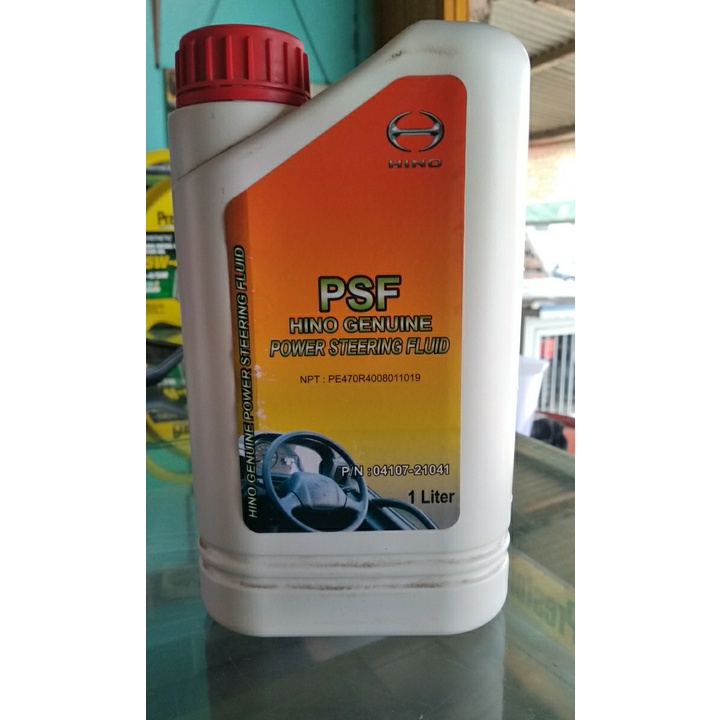 HINO
PSF
HINO GENUINE
POWER STEERING FLUID
NPT : PE470R4008011019
P/N : 04107-21041
1 Liter
HINO GENUINE POWER STEERING FLUID